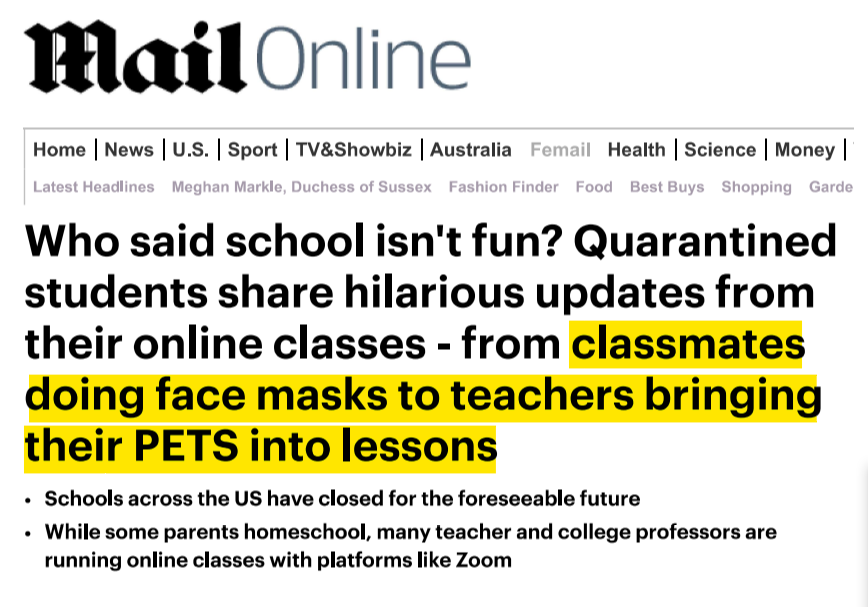 Mail Online
Home | News | U.S. | Sport | TV&Showbiz | Australia Femail Health | Science | Money |
Latest Headlines Meghan Markle, Duchess of Sussex Fashion Finder Food Best Buys Shopping Garde
Who said school isn't fun? Quarantined
students share hilarious updates from
their online classes - from classmates
doing face masks to teachers bringing
their PETS into lessons
• Schools across the US have closed for the foreseeable future
• While some parents homeschool, many teacher and college professors are
running online classes with platforms like Zoom